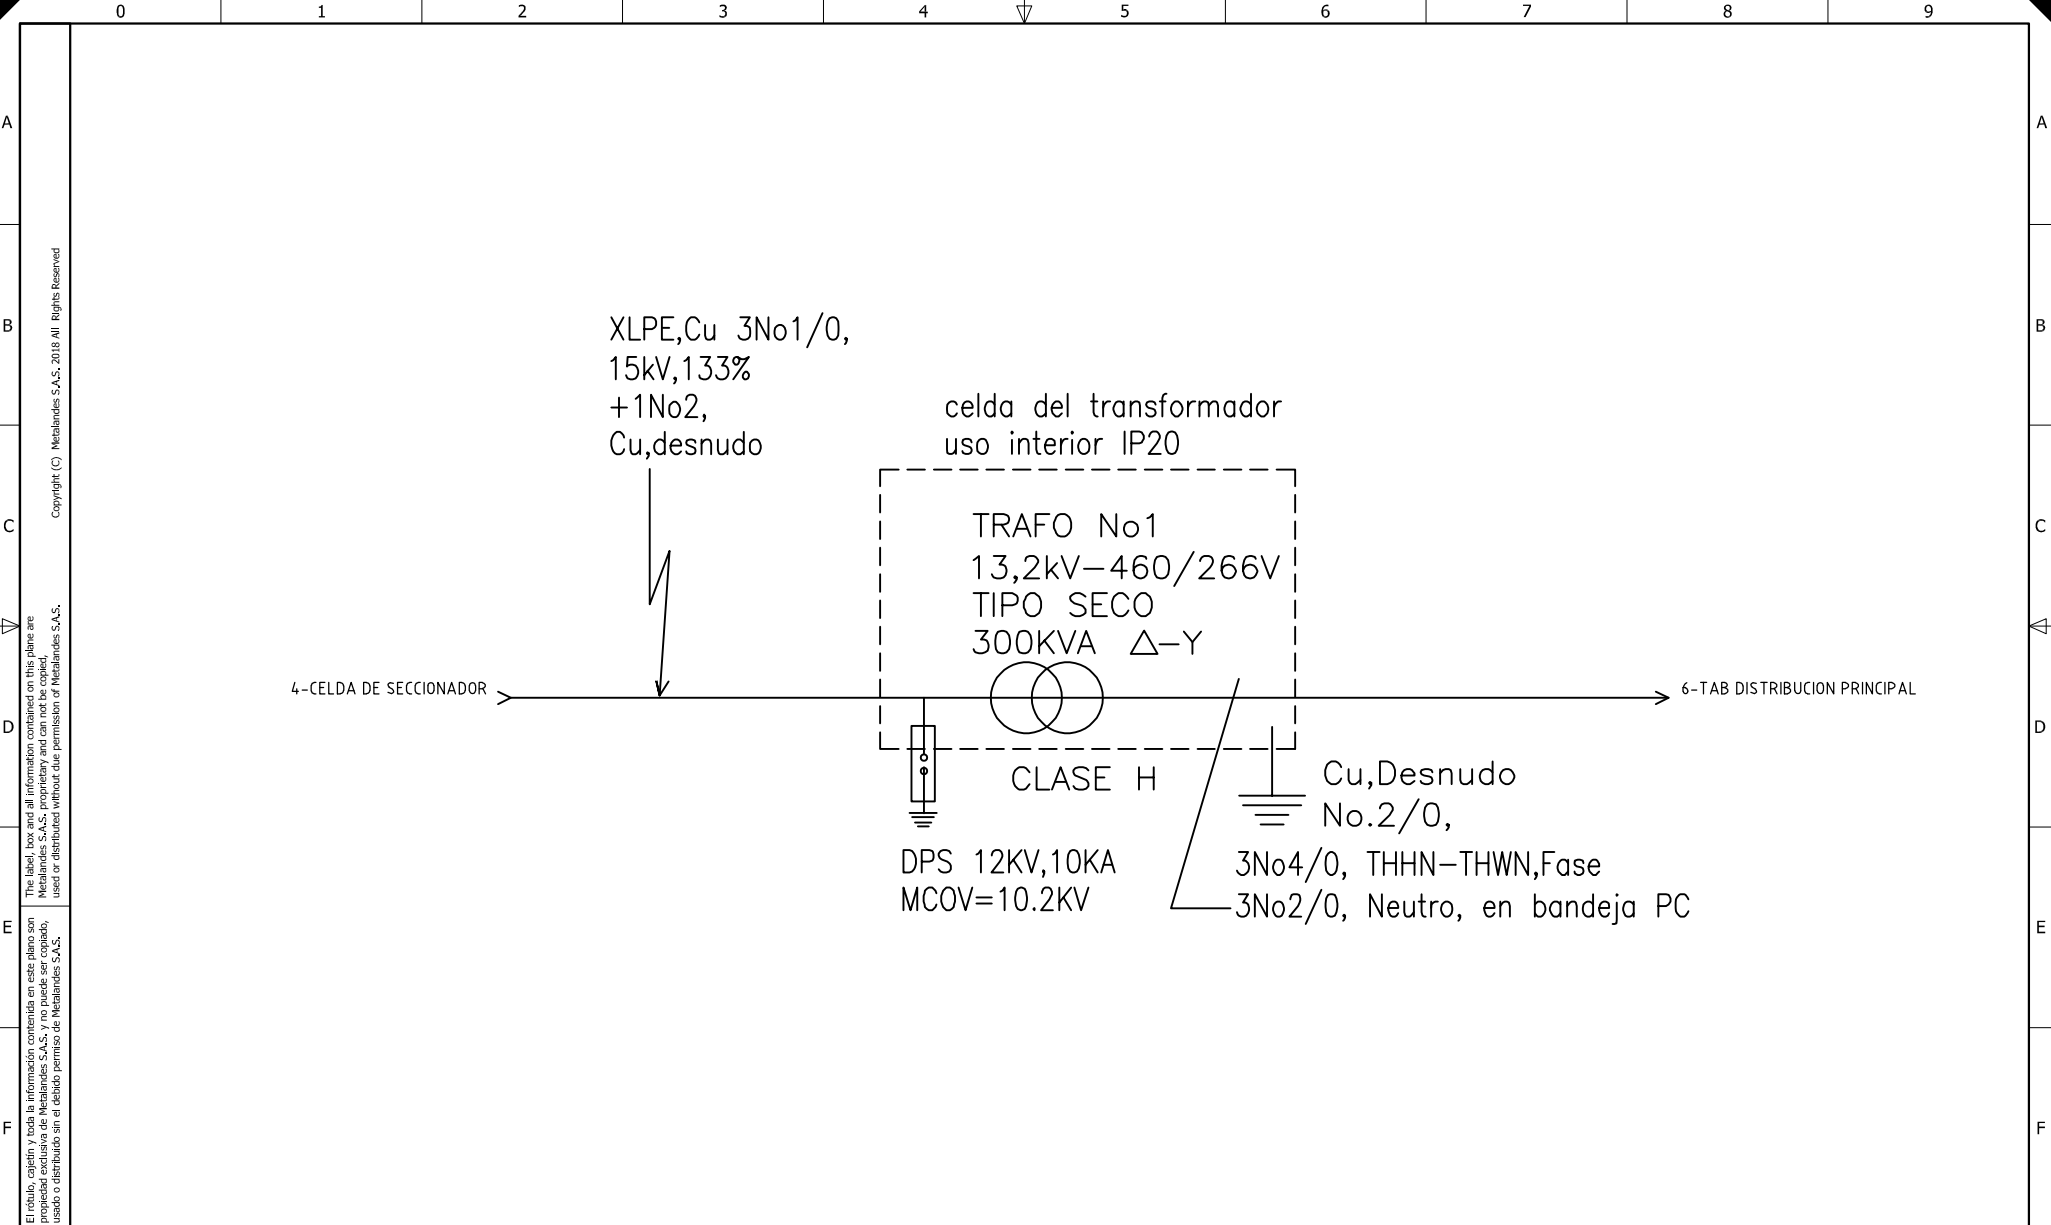 0 1 2 3 4 5 6 7 8 9
A A
B B
C C
D D
E E
F F
Copyright (C) Metalandes S.A.S. 2018 All Rights Reserved
The label, box and all information contained on this plane are
Metalandes S.A.S. proprietary and can not be copied,
used or distributed without due permission of Metalandes S.A.S.
El rótulo, cajetín y toda la información contenida en este plano son
propiedad exclusiva de Metalandes S.A.S. y no puede ser copiado,
usado o distribuido sin el debido permiso de Metalandes S.A.S.
XLPE,Cu 3No1/0,
15kV,133%
+1No2,
Cu,desnudo
celda del transformador
uso interior IP20
TRAFO No1
13,2kV-460/266V
TIPO SECO
300KVA △-Y
4-CELDA DE SECCIONADOR
6-TAB DISTRIBUCION PRINCIPAL
CLASE H
Cu,Desnudo
No.2/0,
DPS 12KV,10KA
MCOV=10.2KV
3No4/0, THHN-THWN,Fase
3No2/0, Neutro, en bandeja PC